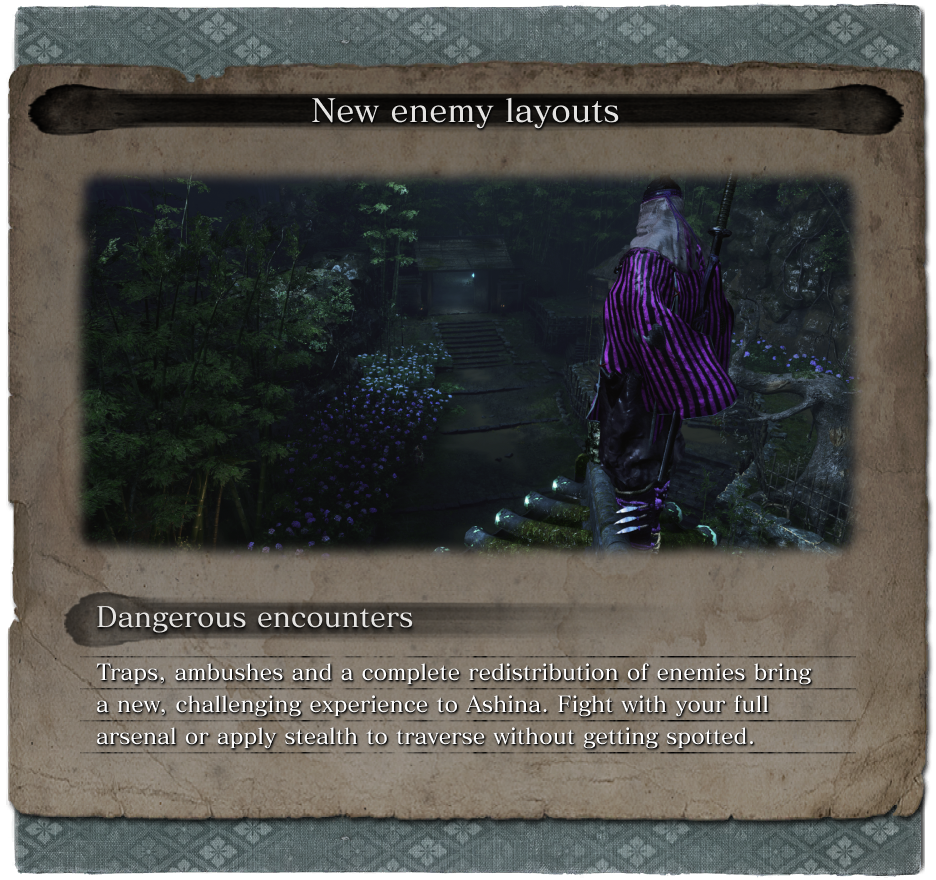 New enemy layouts
Dangerous encounters
Traps, ambushes and a complete redistribution of enemies bring
a new, challenging experience to Ashina. Fight with your full
arsenal or apply stealth to traverse without getting spotted.